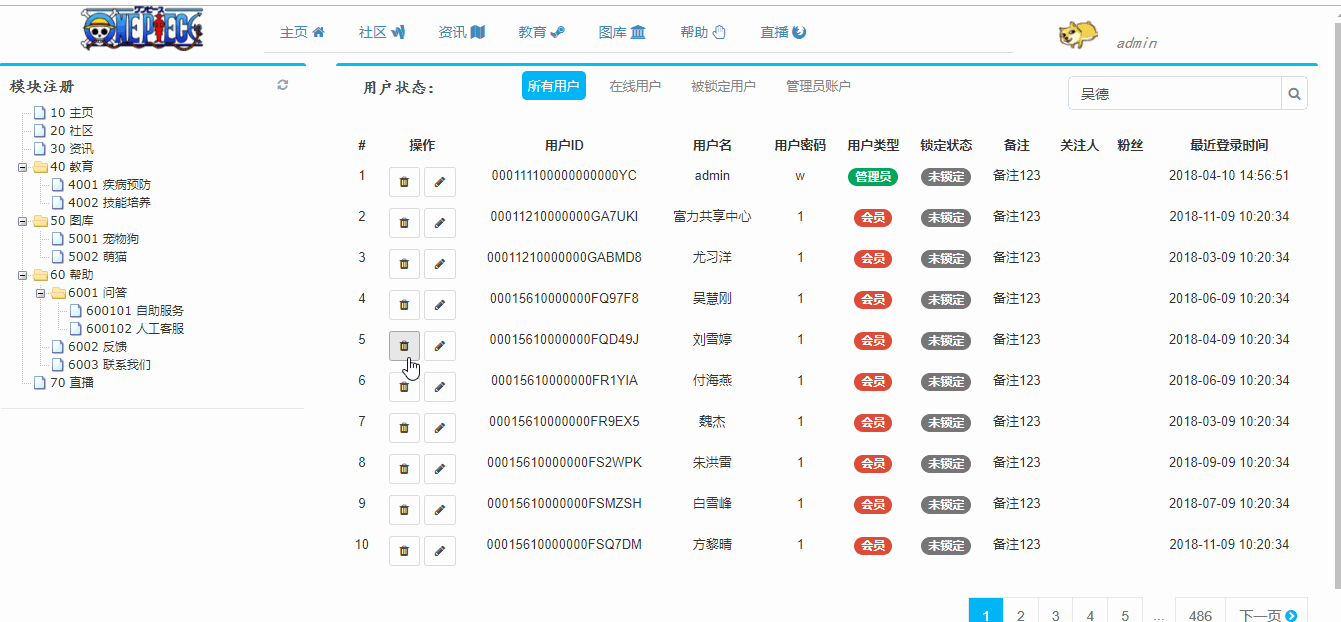 ワンピース
ONE PIECE
主页 社区 资讯 教育 图库 帮助 直播
admin
模块注册
10 主页
20 社区
30 资讯
40 教育
4001 疾病预防
4002 技能培养
50 图库
5001 宠物狗
5002 萌猫
60 帮助
6001 问答
600101 自助服务
600102 人工客服
6002 反馈
6003 联系我们
70 直播
用户状态: 所有用户 在线用户 被锁定用户 管理员账户 吴德
# 操作 用户ID 用户名 用户密码 用户类型 锁定状态 备注 关注人 粉丝 最近登录时间
1 000111100000000000YC admin w 管理员 未锁定 备注123 2018-04-10 14:56:51
2 00011210000000GA7UKI 富力共享中心 1 会员 未锁定 备注123 2018-11-09 10:20:34
3 00011210000000GABMD8 尤习洋 1 会员 未锁定 备注123 2018-03-09 10:20:34
4 00015610000000FQ97F8 吴慧刚 1 会员 未锁定 备注123 2018-06-09 10:20:34
5 00015610000000FQD49J 刘雪婷 1 会员 未锁定 备注123 2018-04-09 10:20:34
6 00015610000000FR1YIA 付海燕 1 会员 未锁定 备注123 2018-06-09 10:20:34
7 00015610000000FR9EX5 魏杰 1 会员 未锁定 备注123 2018-03-09 10:20:34
8 00015610000000FS2WPK 朱洪雷 1 会员 未锁定 备注123 2018-09-09 10:20:34
9 00015610000000FSMZSH 白雪峰 1 会员 未锁定 备注123 2018-07-09 10:20:34
10 00015610000000FSQ7DM 方黎晴 1 会员 未锁定 备注123 2018-11-09 10:20:34
1 2 3 4 5 ... 486 下一页